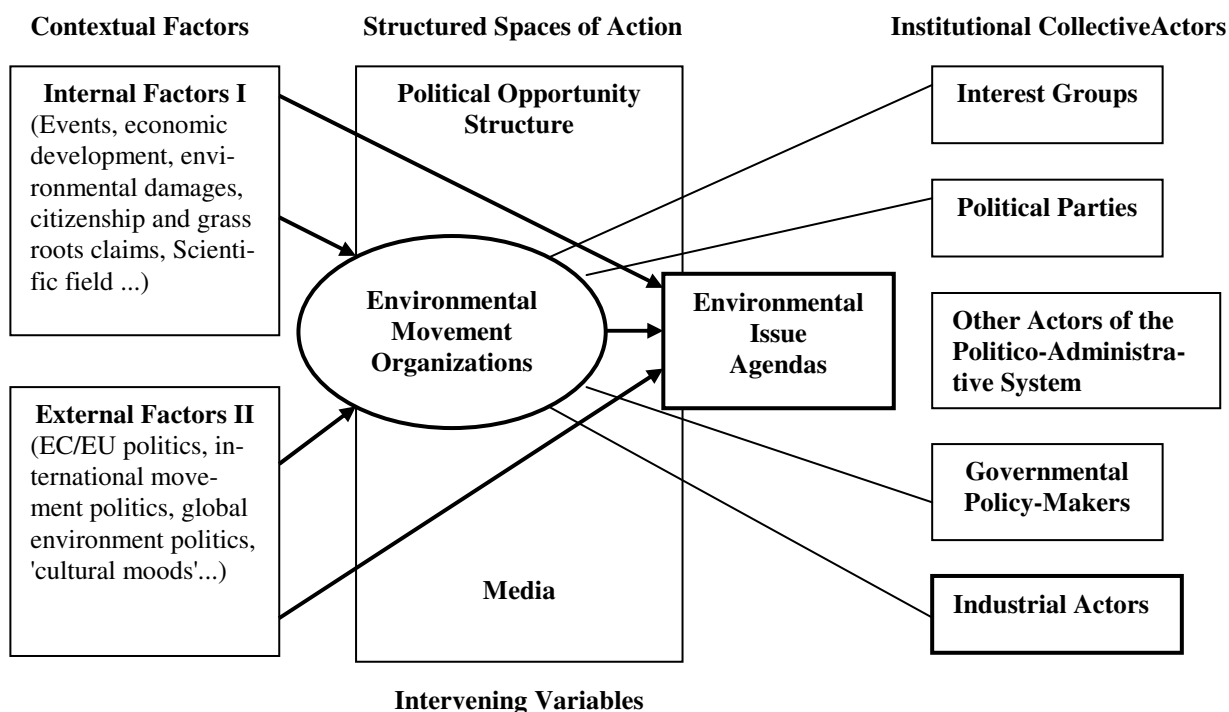 Contextual Factors
Structured Spaces of Action
Institutional CollectiveActors
Internal Factors I
(Events, economic
development, envi-
ronmental damages,
citizenship and grass
roots claims, Scienti-
fic field ...)
External Factors II
(EC/EU politics, in-
ternational move-
ment politics, global
environment politics,
'cultural moods'...)
Political Opportunity
Structure
Environmental
Movement
Organizations
Media
Environmental
Issue
Agendas
Interest Groups
Political Parties
Other Actors of the
Politico-Administra-
tive System
Governmental
Policy-Makers
Industrial Actors
Intervening Variables